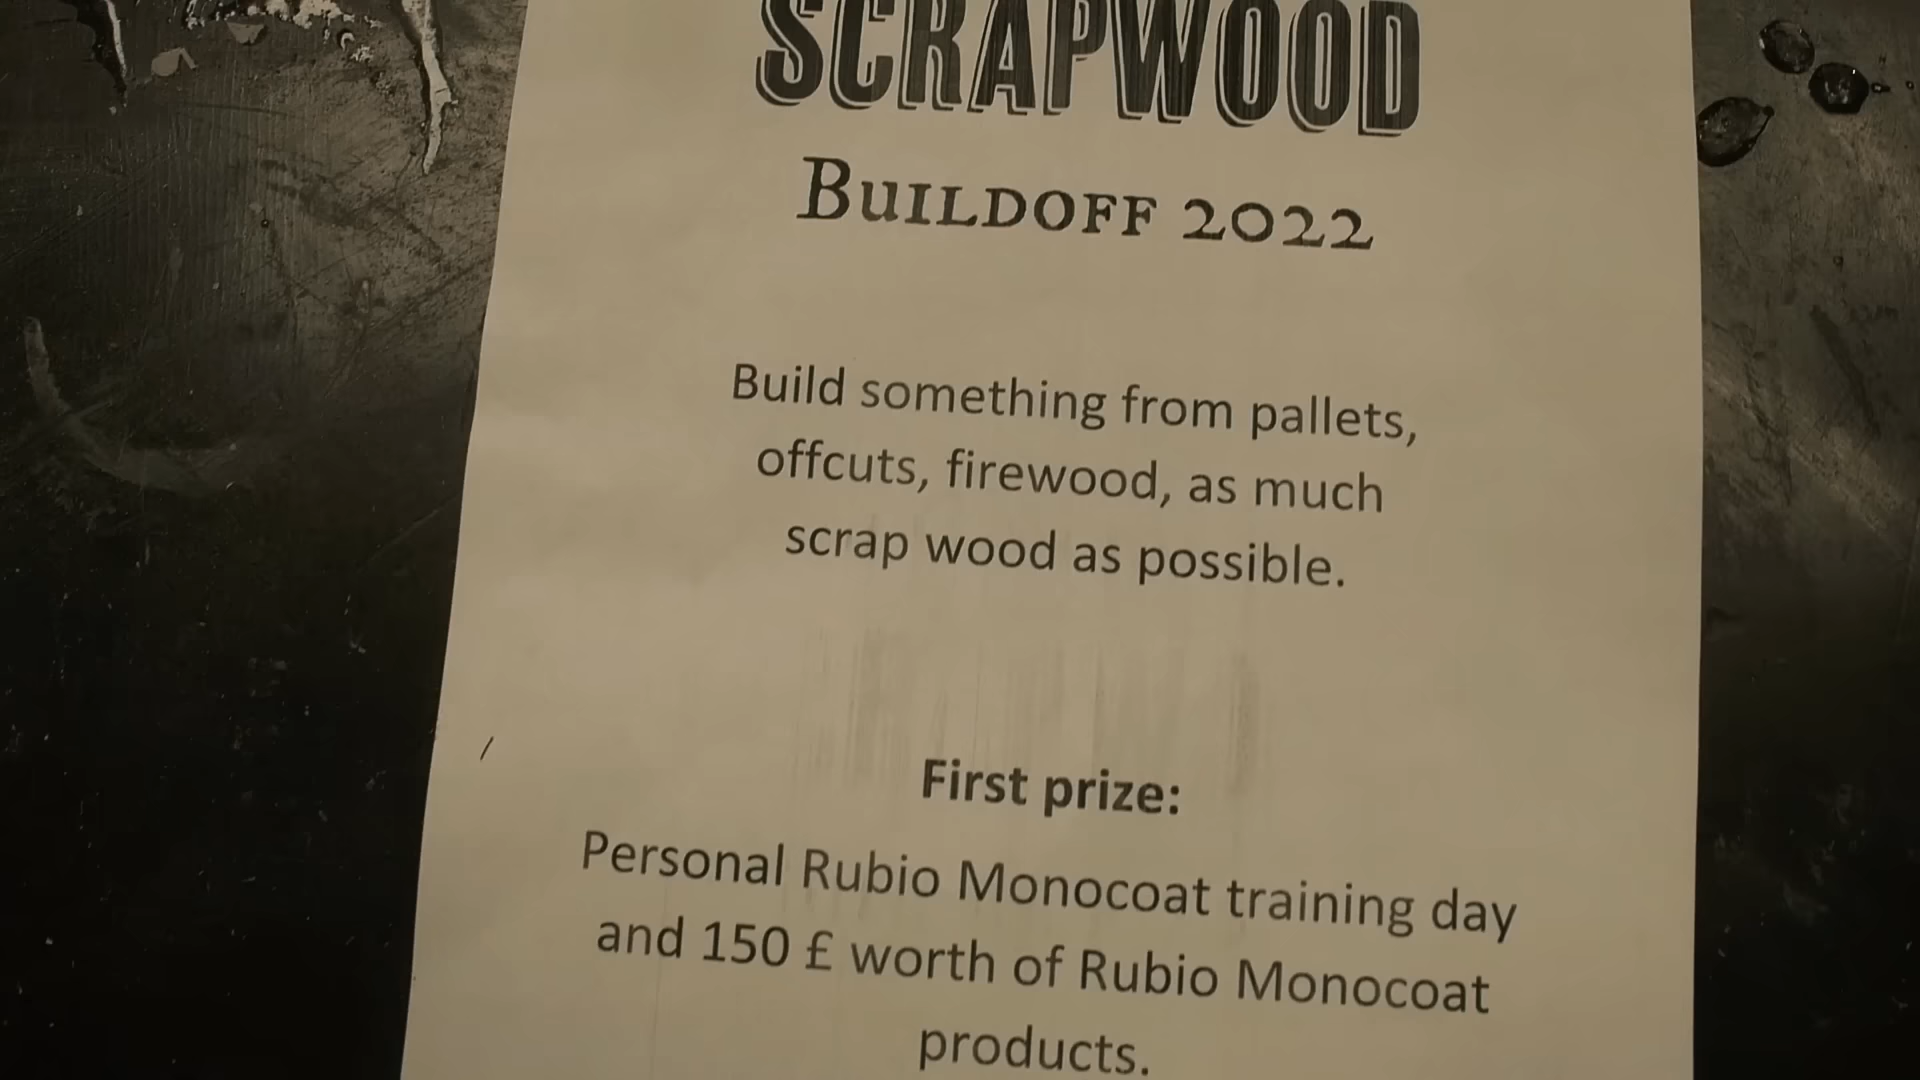 SCRAPWOOD
BUILDOFF 2022
Build something from pallets,
offcuts, firewood, as much
scrap wood as possible.
First prize:
Personal Rubio Monocoat training day
and 150 £ worth of Rubio Monocoat
products.